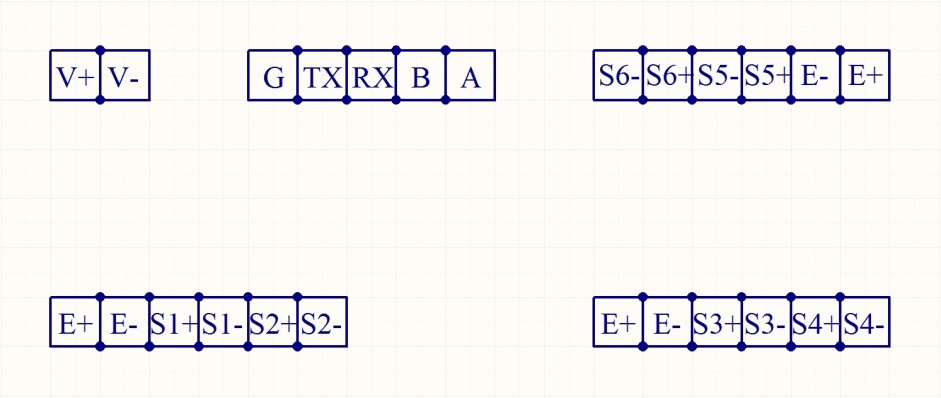 V+ V- G TX RX B A S6- S6+ S5- S5+ E- E+
E+ E- S1+ S1- S2+ S2- E+ E- S3+ S3- S4+ S4-